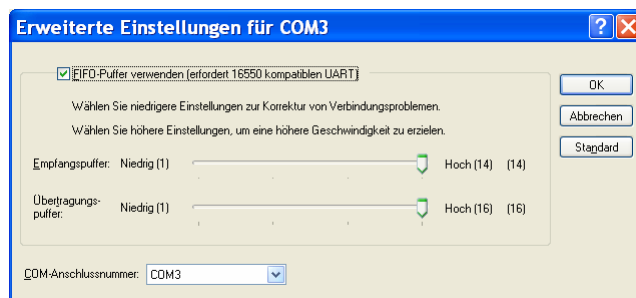 Erweiterte Einstellungen für COM3
FIFO-Puffer verwenden (erfordert 16550 kompatiblen UART)
OK
Wählen Sie niedrigere Einstellungen zur Korrektur von Verbindungsproblemen.
Abbrechen
Wählen Sie höhere Einstellungen, um eine höhere Geschwindigkeit zu erzielen.
Standard
Empfangspuffer: Niedrig (1) Hoch (14) (14)
Übertragungs-
puffer: Niedrig (1) Hoch (16) (16)
COM-Anschlussnummer: COM3